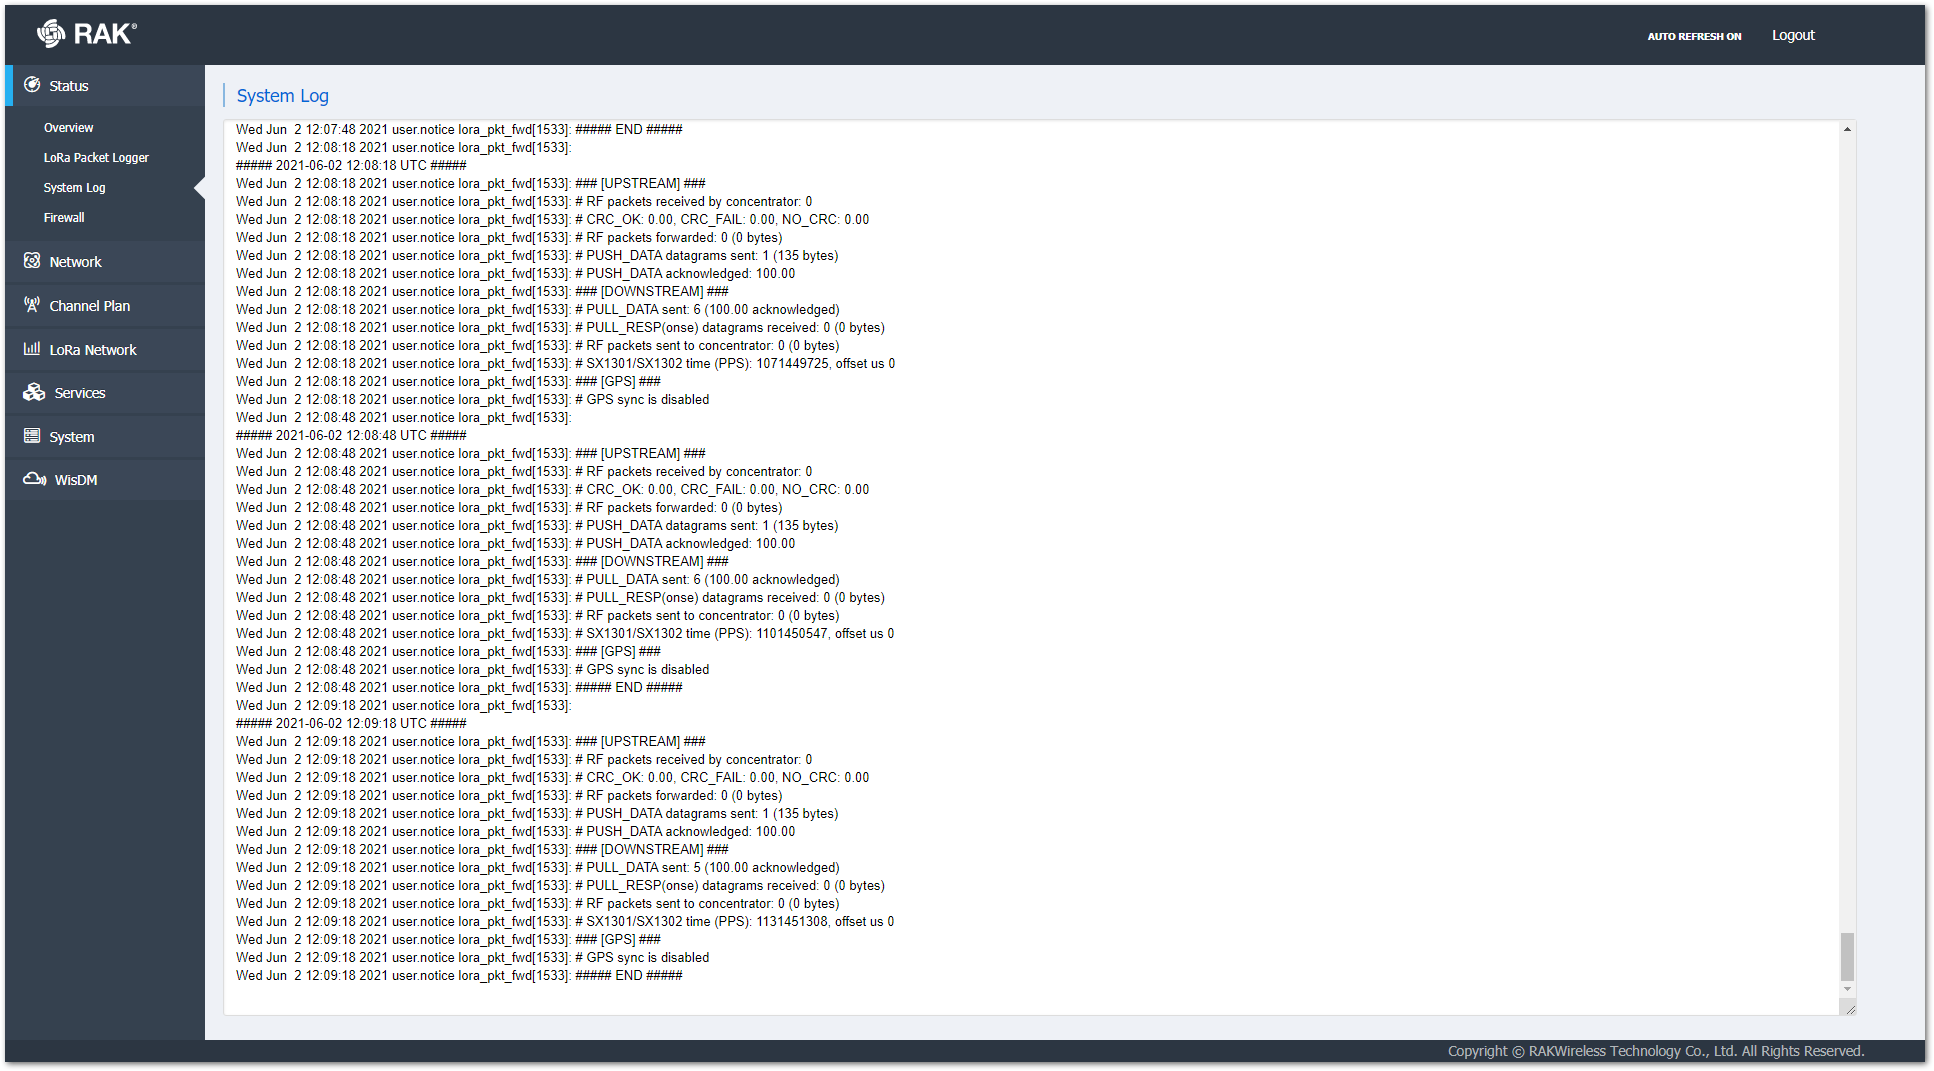 RAK®
AUTO REFRESH ON
Logout
Status
Overview
LoRa Packet Logger
System Log
Firewall
Network
Channel Plan
LoRa Network
Services
System
WisDM
System Log
Wed Jun  2 12:07:48 2021 user.notice lora_pkt_fwd[1533]: ##### END #####
Wed Jun  2 12:08:18 2021 user.notice lora_pkt_fwd[1533]:
##### 2021-06-02 12:08:18 UTC #####
Wed Jun  2 12:08:18 2021 user.notice lora_pkt_fwd[1533]: ### [UPSTREAM] ###
Wed Jun  2 12:08:18 2021 user.notice lora_pkt_fwd[1533]: # RF packets received by concentrator: 0
Wed Jun  2 12:08:18 2021 user.notice lora_pkt_fwd[1533]: # CRC_OK: 0.00, CRC_FAIL: 0.00, NO_CRC: 0.00
Wed Jun  2 12:08:18 2021 user.notice lora_pkt_fwd[1533]: # RF packets forwarded: 0 (0 bytes)
Wed Jun  2 12:08:18 2021 user.notice lora_pkt_fwd[1533]: # PUSH_DATA datagrams sent: 1 (135 bytes)
Wed Jun  2 12:08:18 2021 user.notice lora_pkt_fwd[1533]: # PUSH_DATA acknowledged: 100.00
Wed Jun  2 12:08:18 2021 user.notice lora_pkt_fwd[1533]: ### [DOWNSTREAM] ###
Wed Jun  2 12:08:18 2021 user.notice lora_pkt_fwd[1533]: # PULL_DATA sent: 6 (100.00 acknowledged)
Wed Jun  2 12:08:18 2021 user.notice lora_pkt_fwd[1533]: # PULL_RESP(onse) datagrams received: 0 (0 bytes)
Wed Jun  2 12:08:18 2021 user.notice lora_pkt_fwd[1533]: # RF packets sent to concentrator: 0 (0 bytes)
Wed Jun  2 12:08:18 2021 user.notice lora_pkt_fwd[1533]: # SX1301/SX1302 time (PPS): 1071449725, offset us 0
Wed Jun  2 12:08:18 2021 user.notice lora_pkt_fwd[1533]: ### [GPS] ###
Wed Jun  2 12:08:18 2021 user.notice lora_pkt_fwd[1533]: # GPS sync is disabled
Wed Jun  2 12:08:48 2021 user.notice lora_pkt_fwd[1533]:
##### 2021-06-02 12:08:48 UTC #####
Wed Jun  2 12:08:48 2021 user.notice lora_pkt_fwd[1533]: ### [UPSTREAM] ###
Wed Jun  2 12:08:48 2021 user.notice lora_pkt_fwd[1533]: # RF packets received by concentrator: 0
Wed Jun  2 12:08:48 2021 user.notice lora_pkt_fwd[1533]: # CRC_OK: 0.00, CRC_FAIL: 0.00, NO_CRC: 0.00
Wed Jun  2 12:08:48 2021 user.notice lora_pkt_fwd[1533]: # RF packets forwarded: 0 (0 bytes)
Wed Jun  2 12:08:48 2021 user.notice lora_pkt_fwd[1533]: # PUSH_DATA datagrams sent: 1 (135 bytes)
Wed Jun  2 12:08:48 2021 user.notice lora_pkt_fwd[1533]: # PUSH_DATA acknowledged: 100.00
Wed Jun  2 12:08:48 2021 user.notice lora_pkt_fwd[1533]: ### [DOWNSTREAM] ###
Wed Jun  2 12:08:48 2021 user.notice lora_pkt_fwd[1533]: # PULL_DATA sent: 6 (100.00 acknowledged)
Wed Jun  2 12:08:48 2021 user.notice lora_pkt_fwd[1533]: # PULL_RESP(onse) datagrams received: 0 (0 bytes)
Wed Jun  2 12:08:48 2021 user.notice lora_pkt_fwd[1533]: # RF packets sent to concentrator: 0 (0 bytes)
Wed Jun  2 12:08:48 2021 user.notice lora_pkt_fwd[1533]: # SX1301/SX1302 time (PPS): 1101450547, offset us 0
Wed Jun  2 12:08:48 2021 user.notice lora_pkt_fwd[1533]: ### [GPS] ###
Wed Jun  2 12:08:48 2021 user.notice lora_pkt_fwd[1533]: # GPS sync is disabled
Wed Jun  2 12:08:48 2021 user.notice lora_pkt_fwd[1533]: ##### END #####
Wed Jun  2 12:09:18 2021 user.notice lora_pkt_fwd[1533]:
##### 2021-06-02 12:09:18 UTC #####
Wed Jun  2 12:09:18 2021 user.notice lora_pkt_fwd[1533]: ### [UPSTREAM] ###
Wed Jun  2 12:09:18 2021 user.notice lora_pkt_fwd[1533]: # RF packets received by concentrator: 0
Wed Jun  2 12:09:18 2021 user.notice lora_pkt_fwd[1533]: # CRC_OK: 0.00, CRC_FAIL: 0.00, NO_CRC: 0.00
Wed Jun  2 12:09:18 2021 user.notice lora_pkt_fwd[1533]: # RF packets forwarded: 0 (0 bytes)
Wed Jun  2 12:09:18 2021 user.notice lora_pkt_fwd[1533]: # PUSH_DATA datagrams sent: 1 (135 bytes)
Wed Jun  2 12:09:18 2021 user.notice lora_pkt_fwd[1533]: # PUSH_DATA acknowledged: 100.00
Wed Jun  2 12:09:18 2021 user.notice lora_pkt_fwd[1533]: ### [DOWNSTREAM] ###
Wed Jun  2 12:09:18 2021 user.notice lora_pkt_fwd[1533]: # PULL_DATA sent: 5 (100.00 acknowledged)
Wed Jun  2 12:09:18 2021 user.notice lora_pkt_fwd[1533]: # PULL_RESP(onse) datagrams received: 0 (0 bytes)
Wed Jun  2 12:09:18 2021 user.notice lora_pkt_fwd[1533]: # RF packets sent to concentrator: 0 (0 bytes)
Wed Jun  2 12:09:18 2021 user.notice lora_pkt_fwd[1533]: # SX1301/SX1302 time (PPS): 1131451308, offset us 0
Wed Jun  2 12:09:18 2021 user.notice lora_pkt_fwd[1533]: ### [GPS] ###
Wed Jun  2 12:09:18 2021 user.notice lora_pkt_fwd[1533]: # GPS sync is disabled
Wed Jun  2 12:09:18 2021 user.notice lora_pkt_fwd[1533]: ##### END #####
Copyright © RAKWireless Technology Co., Ltd. All Rights Reserved.